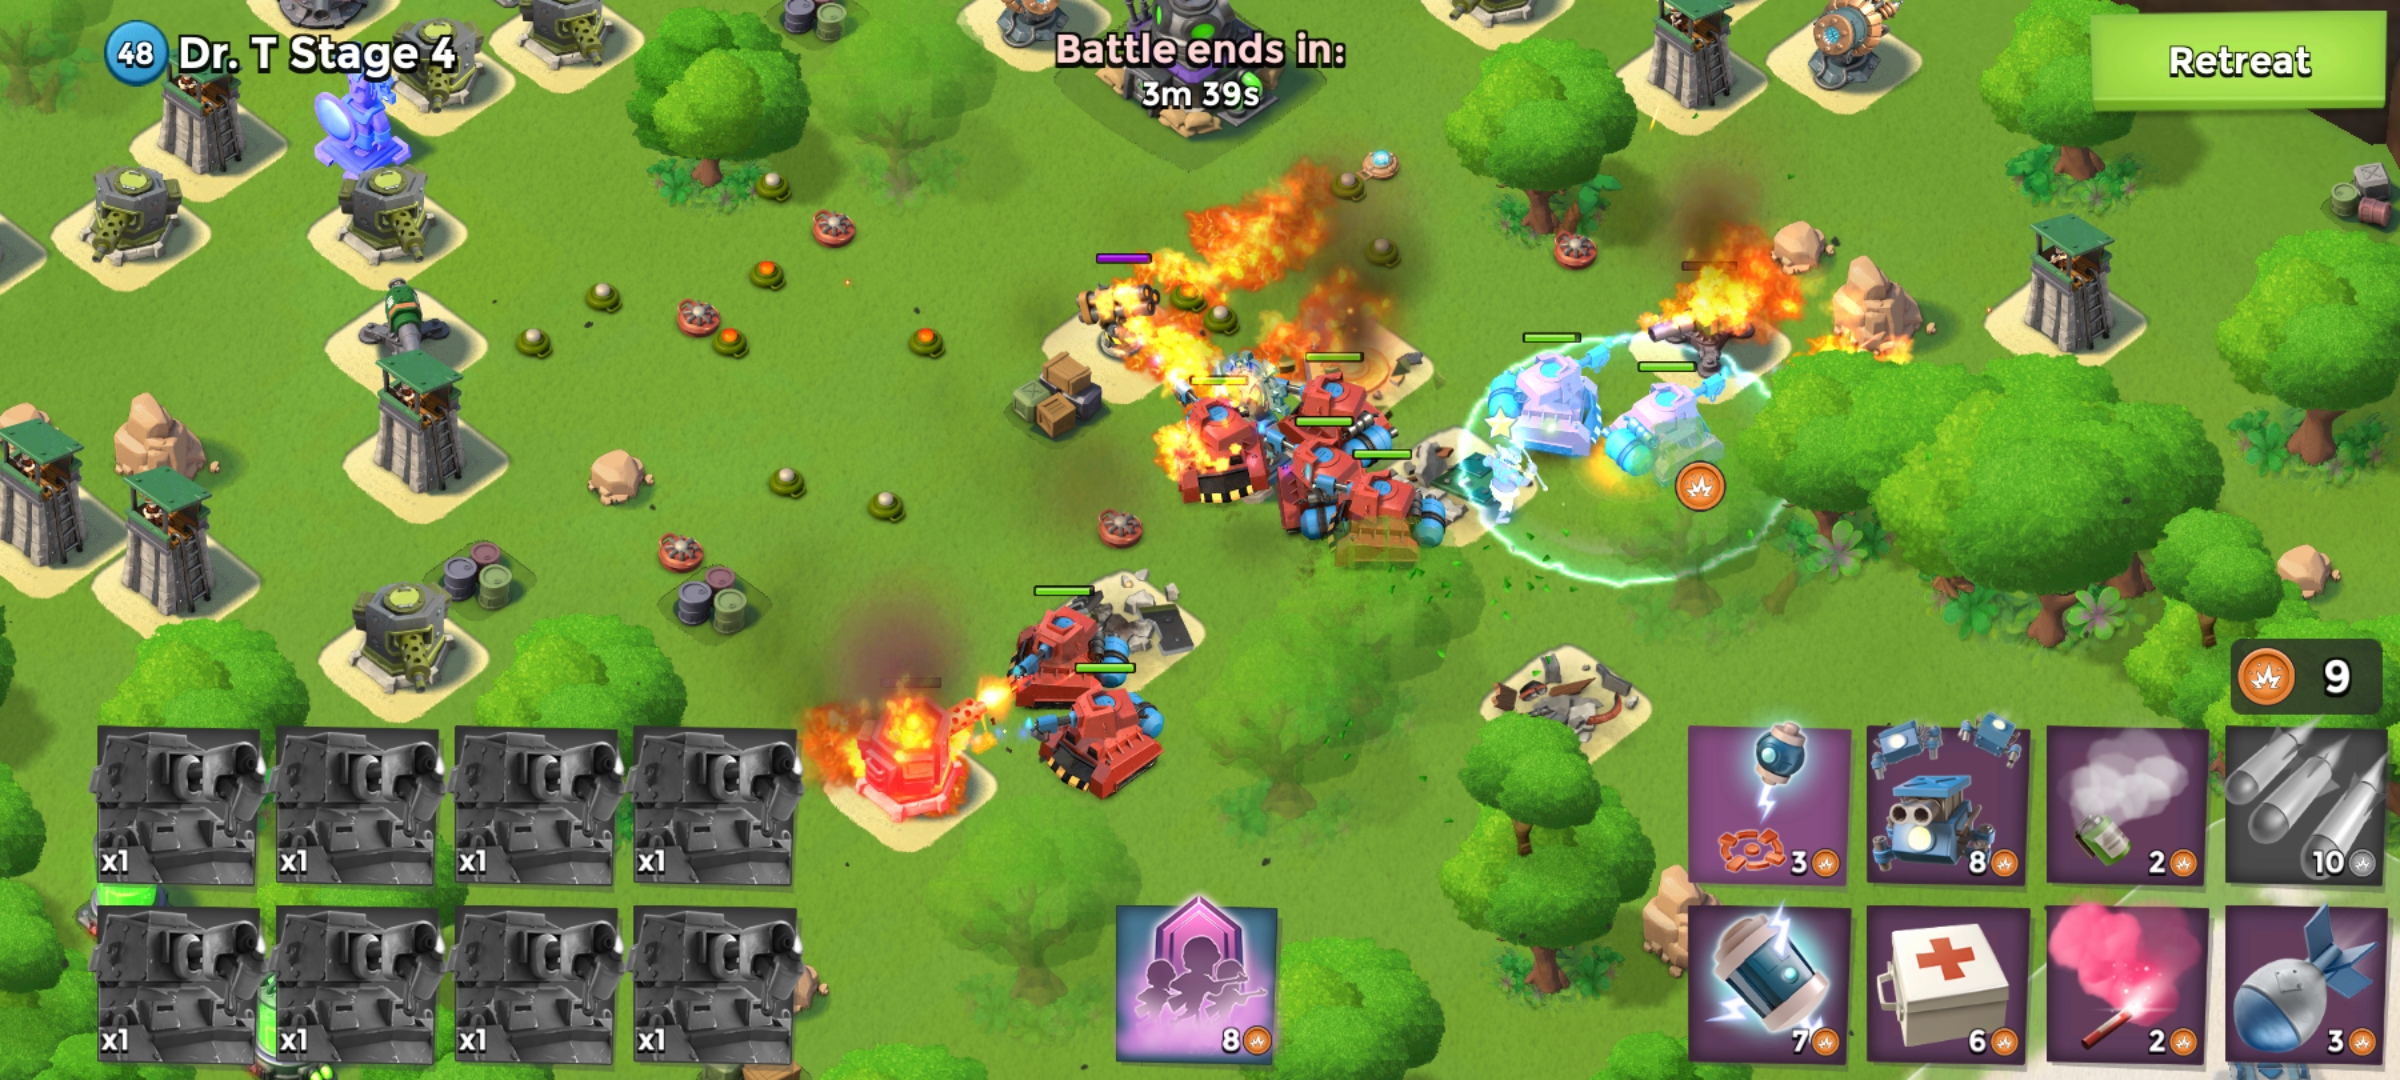 48 Dr. T Stage 4
Battle ends in:
3m 39s
Retreat
9
x1 x1 x1 x1
3 8 2 10
x1 x1 x1 x1
8
7 6 2 3